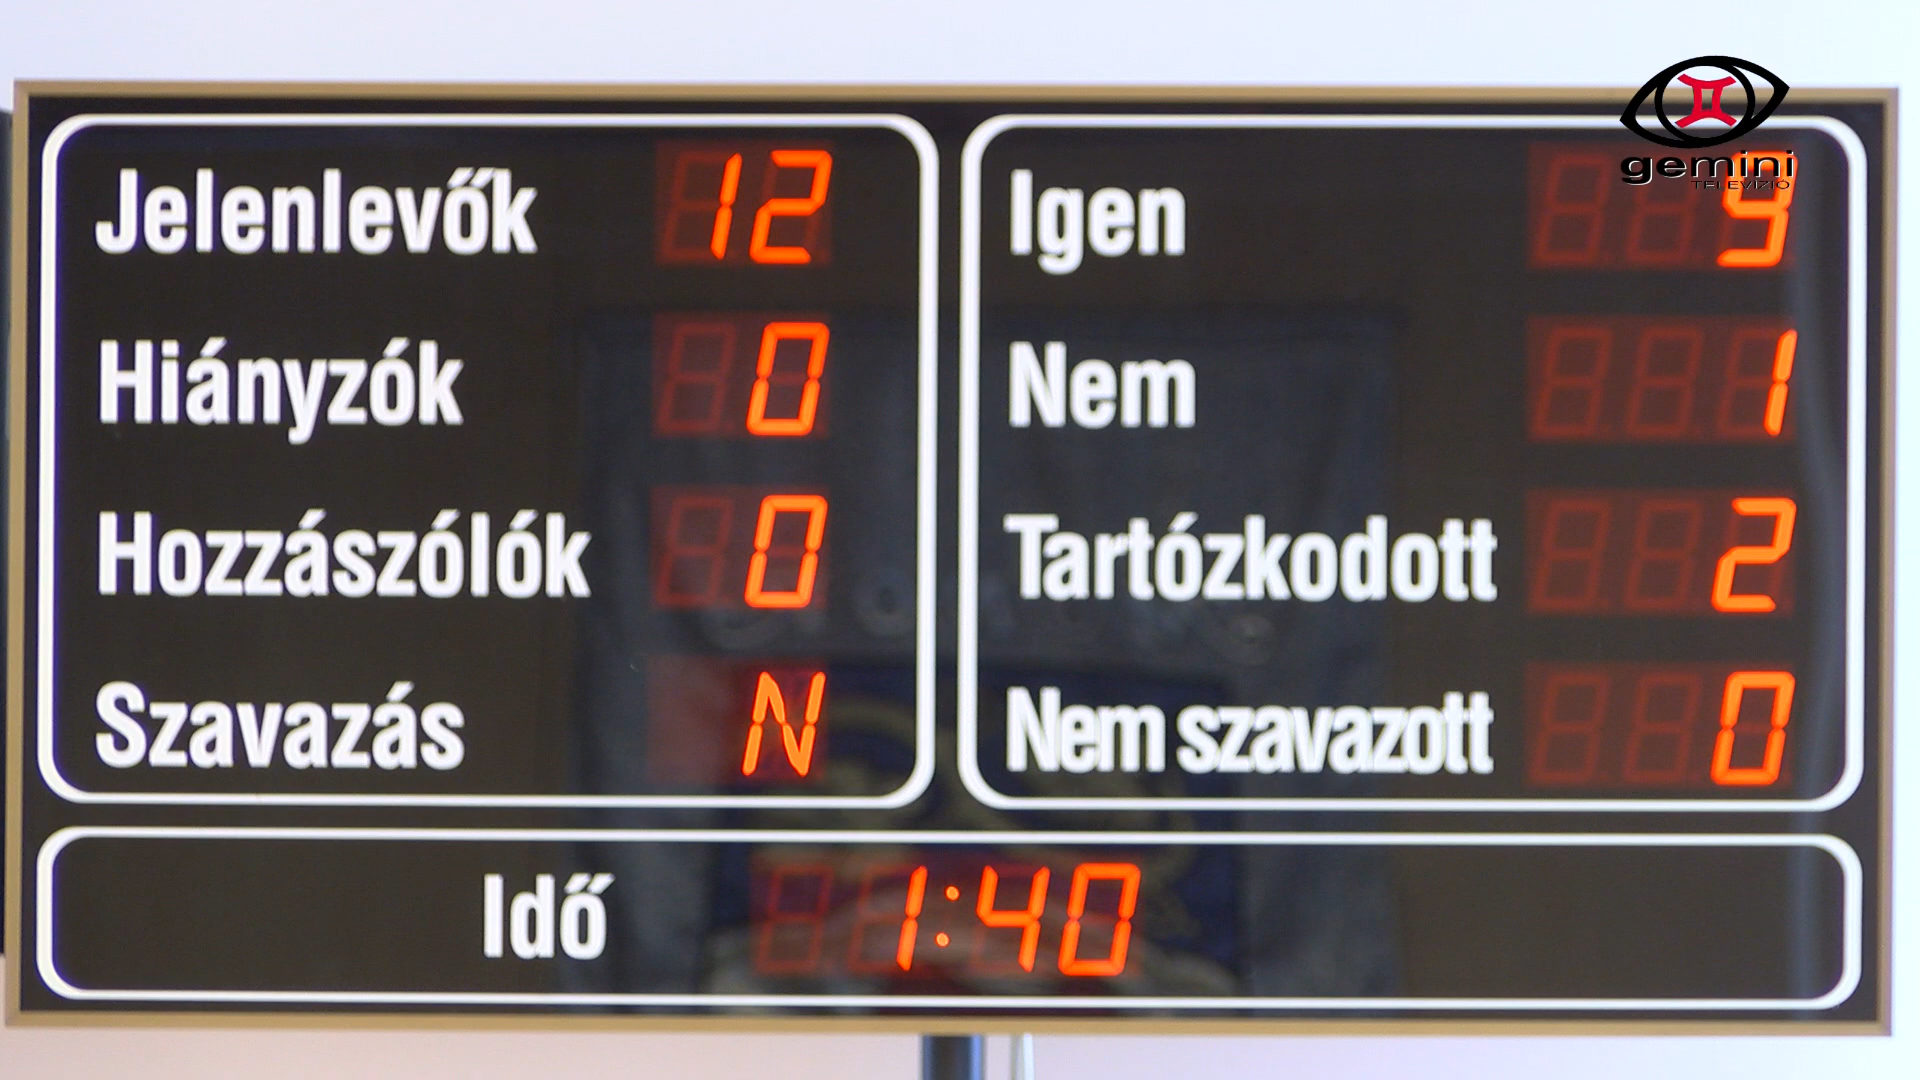 gemini
TELEVÍZIÓ
Jelenlevők 12
Hiányzók 0
Hozzászólók 0
Szavazás N
Igen 9
Nem 1
Tartózkodott 2
Nem szavazott 0
Idő 1:40